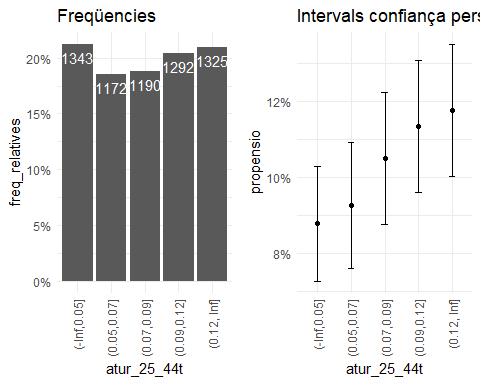 Freqüencies
Intervals confiança pers
freq_relatives
20%
15%
10%
5%
0%
1343
1172
1190
1292
1325
(-Inf,0.05]
(0.05,0.07]
(0.07,0.09]
(0.09,0.12]
(0.12, Inf]
atur_25_44t
propensio
12%
10%
8%
(-Inf,0.05]
(0.05,0.07]
(0.07,0.09]
(0.09,0.12]
(0.12, Inf]
atur_25_44t